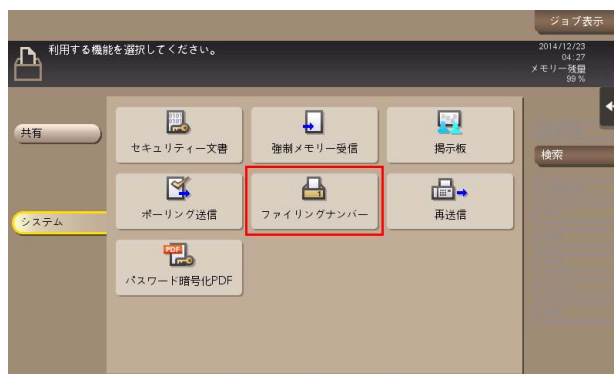 ジョブ表示
利用する機能を選択してください。
2014/12/23
04:27
メモリー残量
99 %
共有
セキュリティー文書
強制メモリー受信
掲示板
検索
ポーリング送信
ファイリングナンバー
再送信
システム
パスワード暗号化PDF